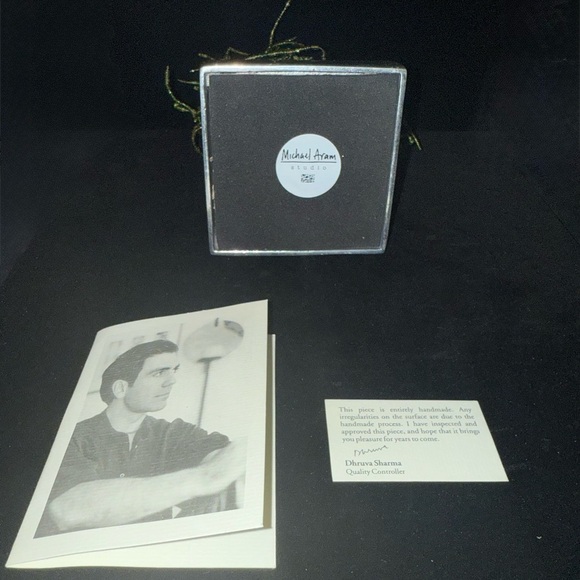 Michael Aram
studio
This piece is entirely handmade. Any
irregularities on the surface are due to the
handmade process. I have inspected and
approved this piece, and hope that it brings
you pleasure for years to come.
Dhruva
Dhruva Sharma
Quality Controller